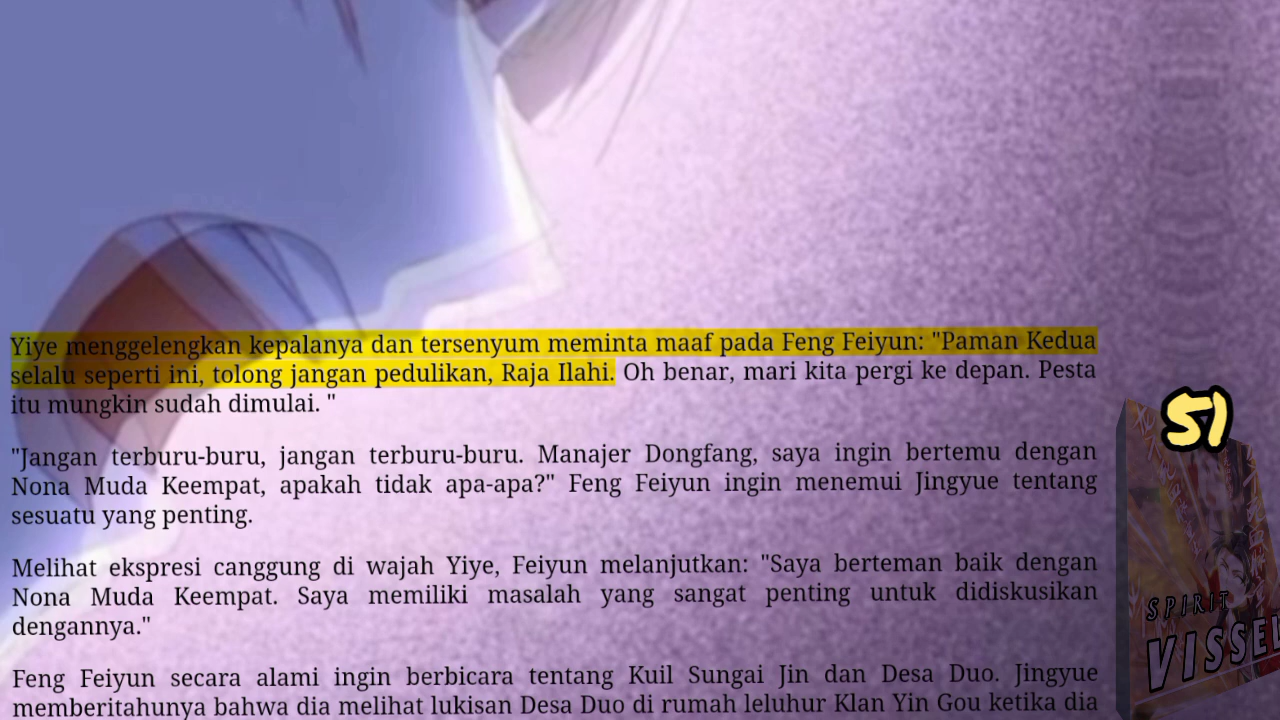 Yiye menggelengkan kepalanya dan tersenyum meminta maaf pada Feng Feiyun: "Paman Kedua
selalu seperti ini, tolong jangan pedulikan, Raja Ilahi. Oh benar, mari kita pergi ke depan. Pesta
itu mungkin sudah dimulai. "
"Jangan terburu-buru, jangan terburu-buru. Manajer Dongfang, saya ingin bertemu dengan
Nona Muda Keempat, apakah tidak apa-apa?" Feng Feiyun ingin menemui Jingyue tentang
sesuatu yang penting.
Melihat ekspresi canggung di wajah Yiye, Feiyun melanjutkan: "Saya berteman baik dengan
Nona Muda Keempat. Saya memiliki masalah yang sangat penting untuk didiskusikan
dengannya."
Feng Feiyun secara alami ingin berbicara tentang Kuil Sungai Jin dan Desa Duo. Jingyue
memberitahunya bahwa dia melihat lukisan Desa Duo di rumah leluhur Klan Yin Gou ketika dia
51
SPIRIT
VISSEL